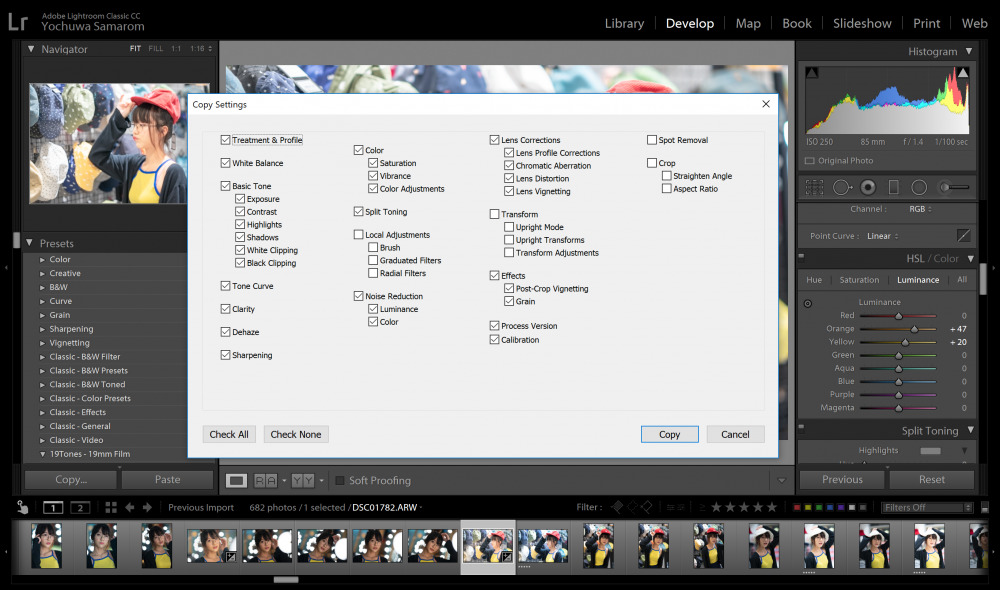 Lr
Adobe Lightroom Classic CC
Yochuwa Samarom
Library
Develop
Map
Book
Slideshow
Print
Web
Navigator
FIT
FILL
1:1
1:16
Histogram
ISO 250
85 mm
f / 1.4
1/100 sec
Original Photo
Channel :
RGB
Point Curve :
Linear
HSL / Color
Hue
Saturation
Luminance
All
Luminance
Red 0
Orange + 47
Yellow + 20
Green 0
Aqua 0
Blue 0
Purple 0
Magenta 0
Split Toning
Highlights
Previous
Reset
Presets
Color
Creative
B&W
Curve
Grain
Sharpening
Vignetting
Classic - B&W Filter
Classic - B&W Presets
Classic - B&W Toned
Classic - Color Presets
Classic - Effects
Classic - General
Classic - Video
19Tones - 19mm Film
Copy...
Paste
Copy Settings
Treatment & Profile
White Balance
Basic Tone
Exposure
Contrast
Highlights
Shadows
White Clipping
Black Clipping
Tone Curve
Clarity
Dehaze
Sharpening
Color
Saturation
Vibrance
Color Adjustments
Split Toning
Local Adjustments
Brush
Graduated Filters
Radial Filters
Noise Reduction
Luminance
Color
Lens Corrections
Lens Profile Corrections
Chromatic Aberration
Lens Distortion
Lens Vignetting
Transform
Upright Mode
Upright Transforms
Transform Adjustments
Effects
Post-Crop Vignetting
Grain
Process Version
Calibration
Spot Removal
Crop
Straighten Angle
Aspect Ratio
Check All
Check None
Copy
Cancel
R A
Y Y
Soft Proofing
1
2
Previous Import
682 photos / 1 selected / DSC01782.ARW
Filter :
Filters Off